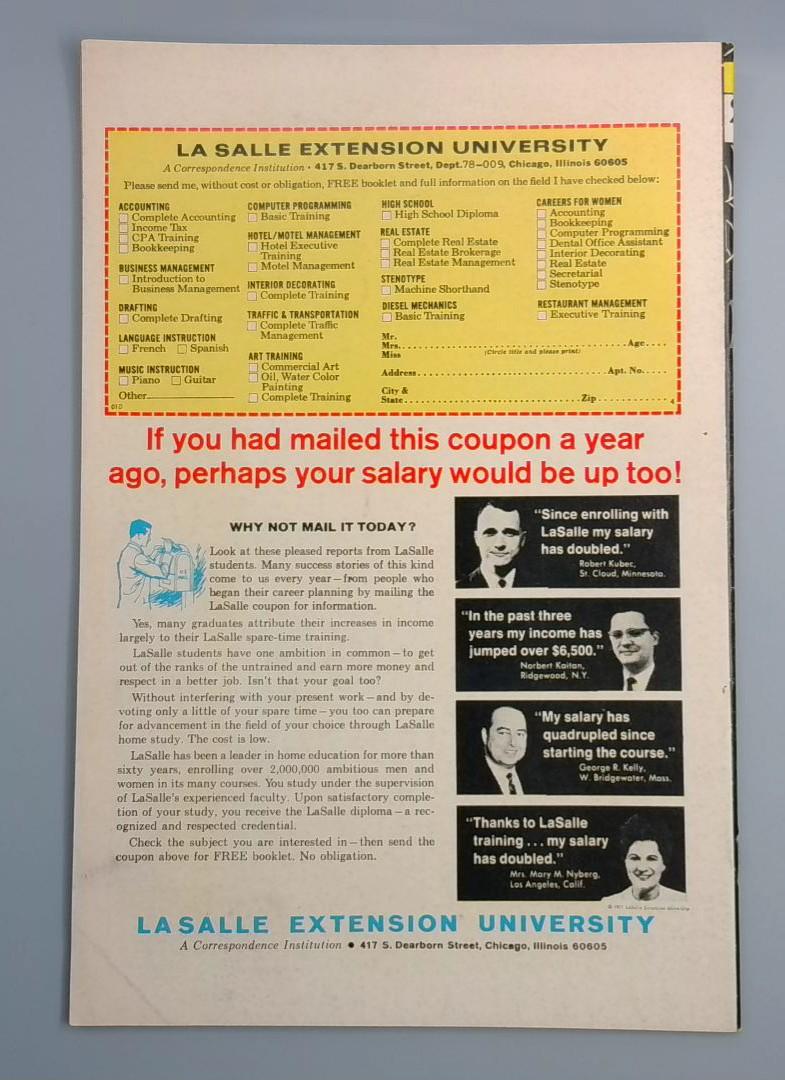 LA SALLE EXTENSION UNIVERSITY
A Correspondence Institution • 417 S. Dearborn Street, Dept. 78-009, Chicago, Illinois 60605
Please send me, without cost or obligation, FREE booklet and full information on the field I have checked below:
ACCOUNTING
Complete Accounting
Income Tax
CPA Training
Bookkeeping
BUSINESS MANAGEMENT
Introduction to
Business Management
DRAFTING
Complete Drafting
LANGUAGE INSTRUCTION
French Spanish
MUSIC INSTRUCTION
Piano Guitar
Other
010
COMPUTER PROGRAMMING
Basic Training
HOTEL/MOTEL MANAGEMENT
Hotel Executive
Training
Motel Management
INTERIOR DECORATING
Complete Training
TRAFFIC & TRANSPORTATION
Complete Traffic
Management
ART TRAINING
Commercial Art
Oil, Water Color
Painting
Complete Training
HIGH SCHOOL
High School Diploma
REAL ESTATE
Complete Real Estate
Real Estate Brokerage
Real Estate Management
STENOTYPE
Machine Shorthand
DIESEL MECHANICS
Basic Training
CAREERS FOR WOMEN
Accounting
Bookkeeping
Computer Programming
Dental Office Assistant
Interior Decorating
Real Estate
Secretarial
Stenotype
RESTAURANT MANAGEMENT
Executive Training
Mr.
Mrs. Age
Miss (Circle title and please print)
Address Apt. No.
City &
State Zip 4
If you had mailed this coupon a year
ago, perhaps your salary would be up too!
WHY NOT MAIL IT TODAY?
Look at these pleased reports from LaSalle
students. Many success stories of this kind
come to us every year—from people who
began their career planning by mailing the
LaSalle coupon for information.
Yes, many graduates attribute their increases in income
largely to their LaSalle spare-time training.
LaSalle students have one ambition in common—to get
out of the ranks of the untrained and earn more money and
respect in a better job. Isn't that your goal too?
Without interfering with your present work—and by de-
voting only a little of your spare time—you too can prepare
for advancement in the field of your choice through LaSalle
home study. The cost is low.
LaSalle has been a leader in home education for more than
sixty years, enrolling over 2,000,000 ambitious men and
women in its many courses. You study under the supervision
of LaSalle's experienced faculty. Upon satisfactory comple-
tion of your study, you receive the LaSalle diploma—a rec-
ognized and respected credential.
Check the subject you are interested in—then send the
coupon above for FREE booklet. No obligation.
"Since enrolling with
LaSalle my salary
has doubled."
Robert Kubec,
St. Cloud, Minnesota.
"In the past three
years my income has
jumped over $6,500."
Norbert Kaitan,
Ridgewood, N.Y.
"My salary has
quadrupled since
starting the course."
George R. Kelly,
W. Bridgewater, Mass.
"Thanks to LaSalle
training...my salary
has doubled."
Mrs. Mary M. Nyberg,
Los Angeles, Calif.
© 1971 LaSalle Extension University
LA SALLE EXTENSION UNIVERSITY
A Correspondence Institution • 417 S. Dearborn Street, Chicago, Illinois 60605